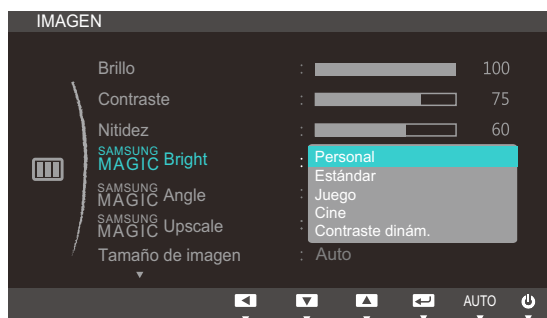 IMAGEN
Brillo : 100
Contraste : 75
Nitidez : 60
SAMSUNG MAGIC Bright : Personal
Estándar
SAMSUNG MAGIC Angle : Juego
Cine
SAMSUNG MAGIC Upscale : Contraste dinám.
Tamaño de imagen : Auto
AUTO